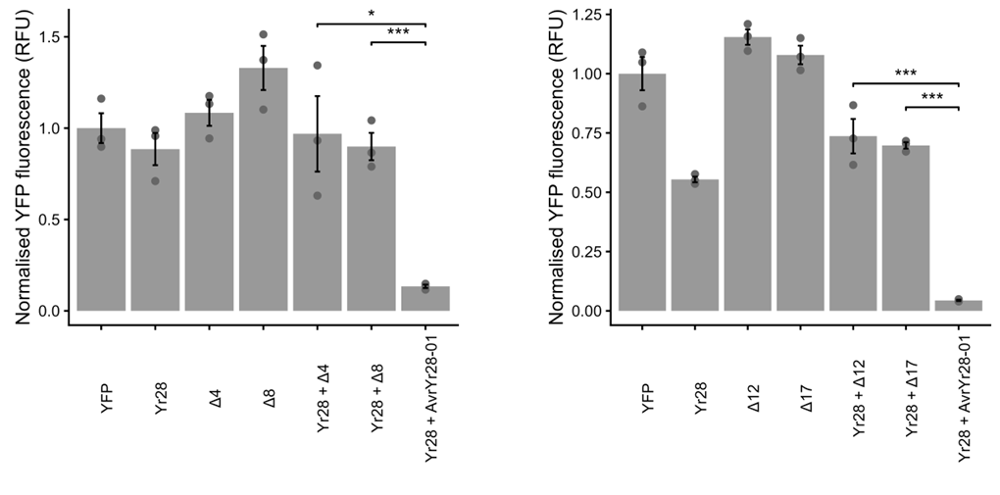 Normalised YFP fluorescence (RFU)
1.5
1.0
0.5
0.0
*
***
YFP
Yr28
Δ4
Δ8
Yr28 + Δ4
Yr28 + Δ8
Yr28 + AvrYr28-01
Normalised YFP fluorescence (RFU)
1.25
1.00
0.75
0.50
0.25
0.00
***
***
YFP
Yr28
Δ12
Δ17
Yr28 + Δ12
Yr28 + Δ17
Yr28 + AvrYr28-01